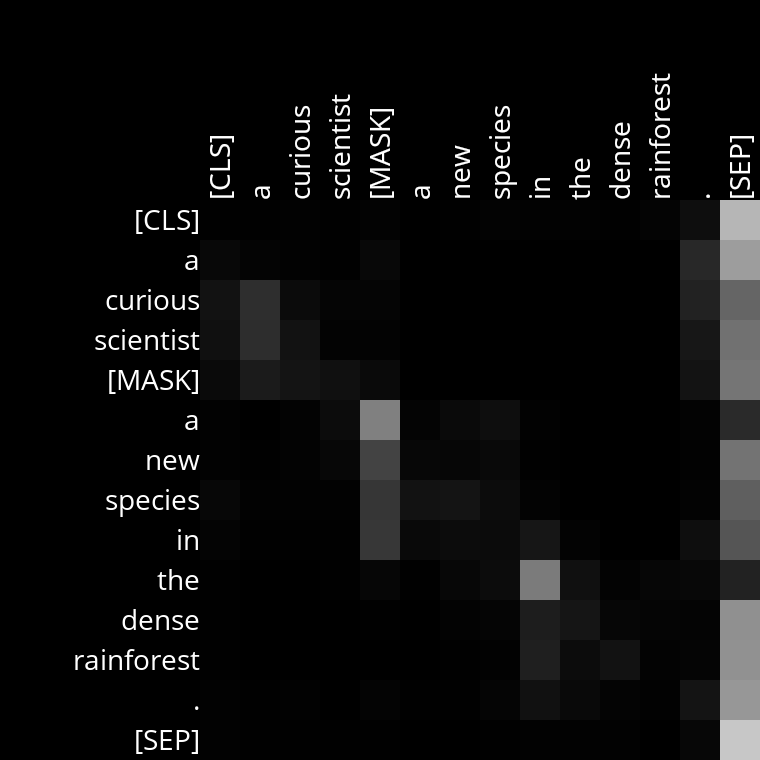 [CLS] a curious scientist [MASK] a new species in the dense rainforest . [SEP]
[CLS]
a
curious
scientist
[MASK]
a
new
species
in
the
dense
rainforest
.
[SEP]